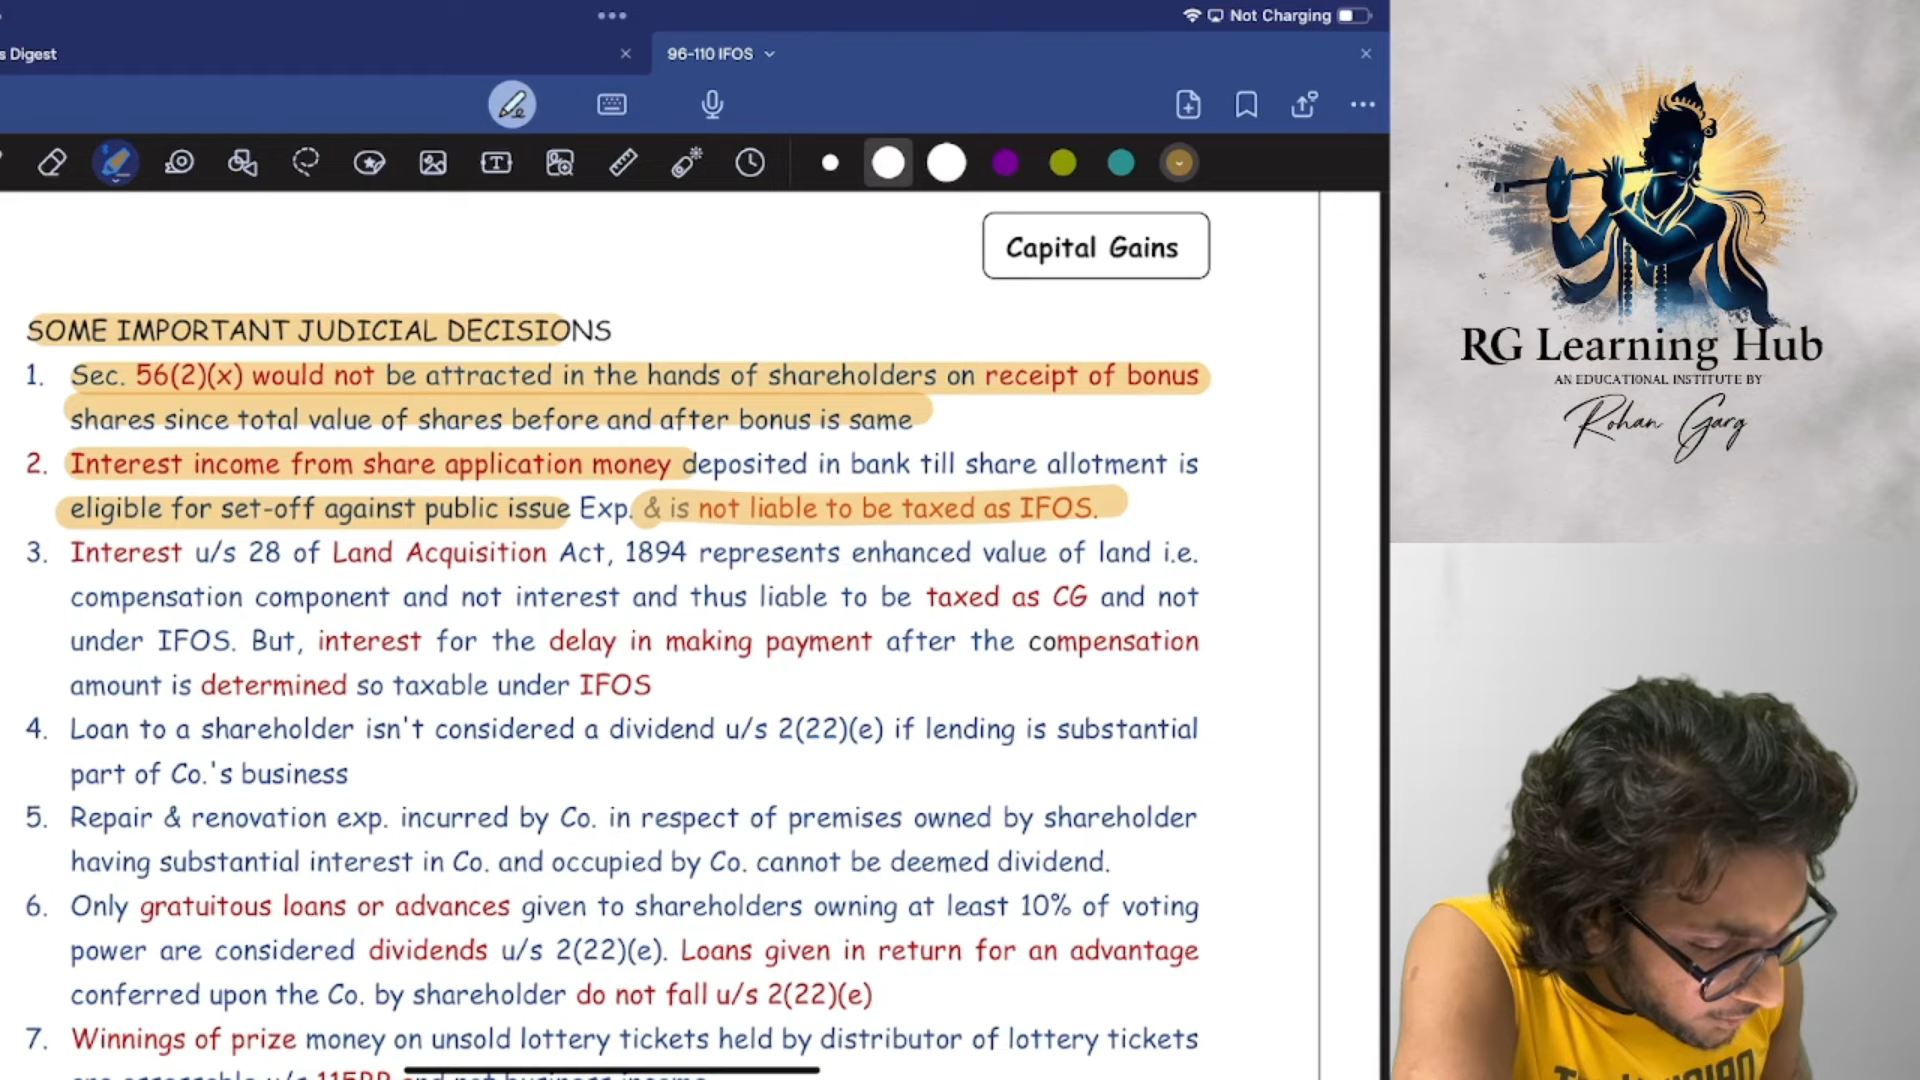 Not Charging
s Digest
96-110 IFOS
Capital Gains
SOME IMPORTANT JUDICIAL DECISIONS
1. Sec. 56(2)(x) would not be attracted in the hands of shareholders on receipt of bonus
shares since total value of shares before and after bonus is same
2. Interest income from share application money deposited in bank till share allotment is
eligible for set-off against public issue Exp. & is not liable to be taxed as IFOS.
3. Interest u/s 28 of Land Acquisition Act, 1894 represents enhanced value of land i.e.
compensation component and not interest and thus liable to be taxed as CG and not
under IFOS. But, interest for the delay in making payment after the compensation
amount is determined so taxable under IFOS
4. Loan to a shareholder isn't considered a dividend u/s 2(22)(e) if lending is substantial
part of Co.'s business
5. Repair & renovation exp. incurred by Co. in respect of premises owned by shareholder
having substantial interest in Co. and occupied by Co. cannot be deemed dividend.
6. Only gratuitous loans or advances given to shareholders owning at least 10% of voting
power are considered dividends u/s 2(22)(e). Loans given in return for an advantage
conferred upon the Co. by shareholder do not fall u/s 2(22)(e)
7. Winnings of prize money on unsold lottery tickets held by distributor of lottery tickets
are assessable u/s 115BB and not business income
RG Learning Hub
AN EDUCATIONAL INSTITUTE BY
Rohan Garg